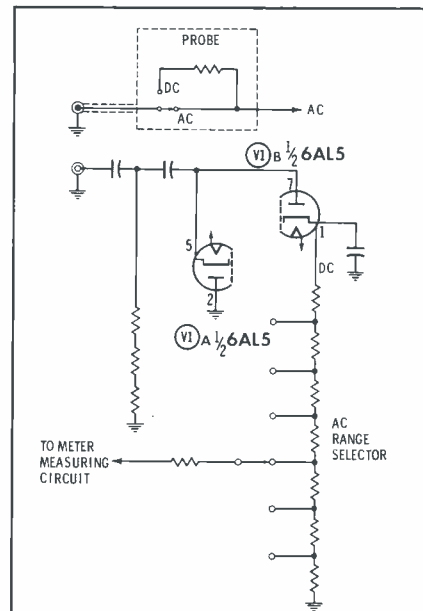 PROBE
DC
AC
AC
V1 B ½ 6AL5
7
1
5
DC
2
V1 A ½ 6AL5
AC
RANGE
SELECTOR
TO METER
MEASURING
CIRCUIT